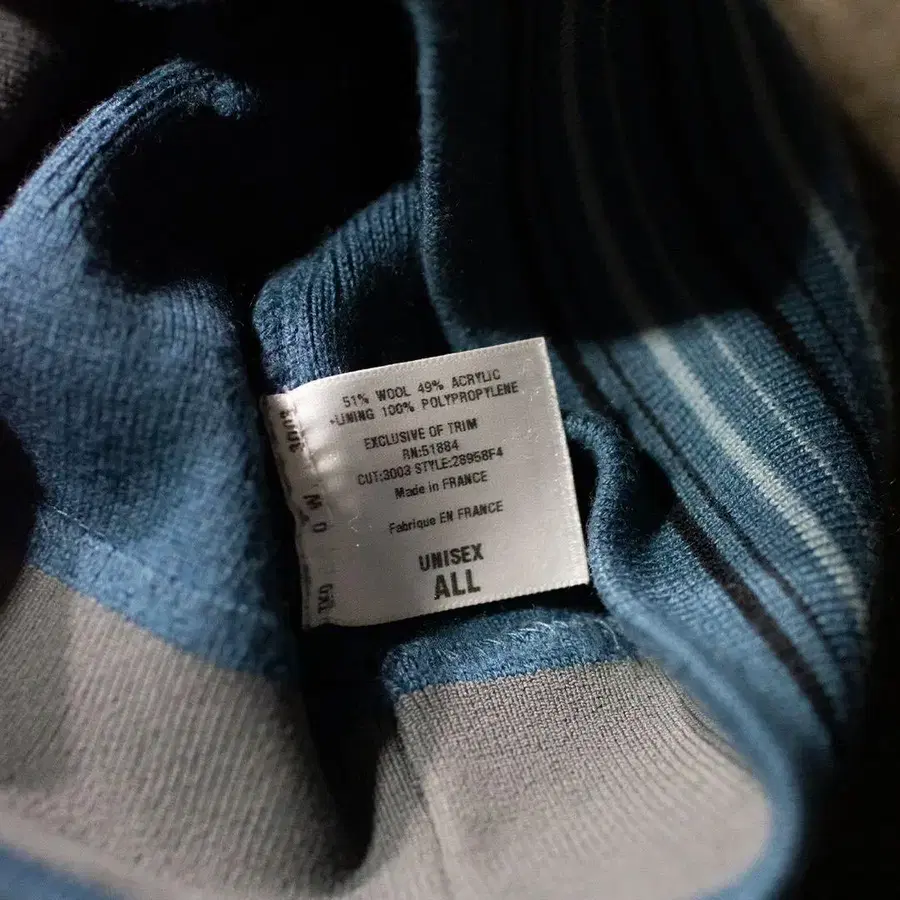 51% WOOL 49% ACRYLIC
+LINING 100% POLYPROPYLENE
EXCLUSIVE OF TRIM
RN:51884
CUT:3003 STYLE:28958F4
Made in FRANCE
Fabrique EN FRANCE
UNISEX
ALL